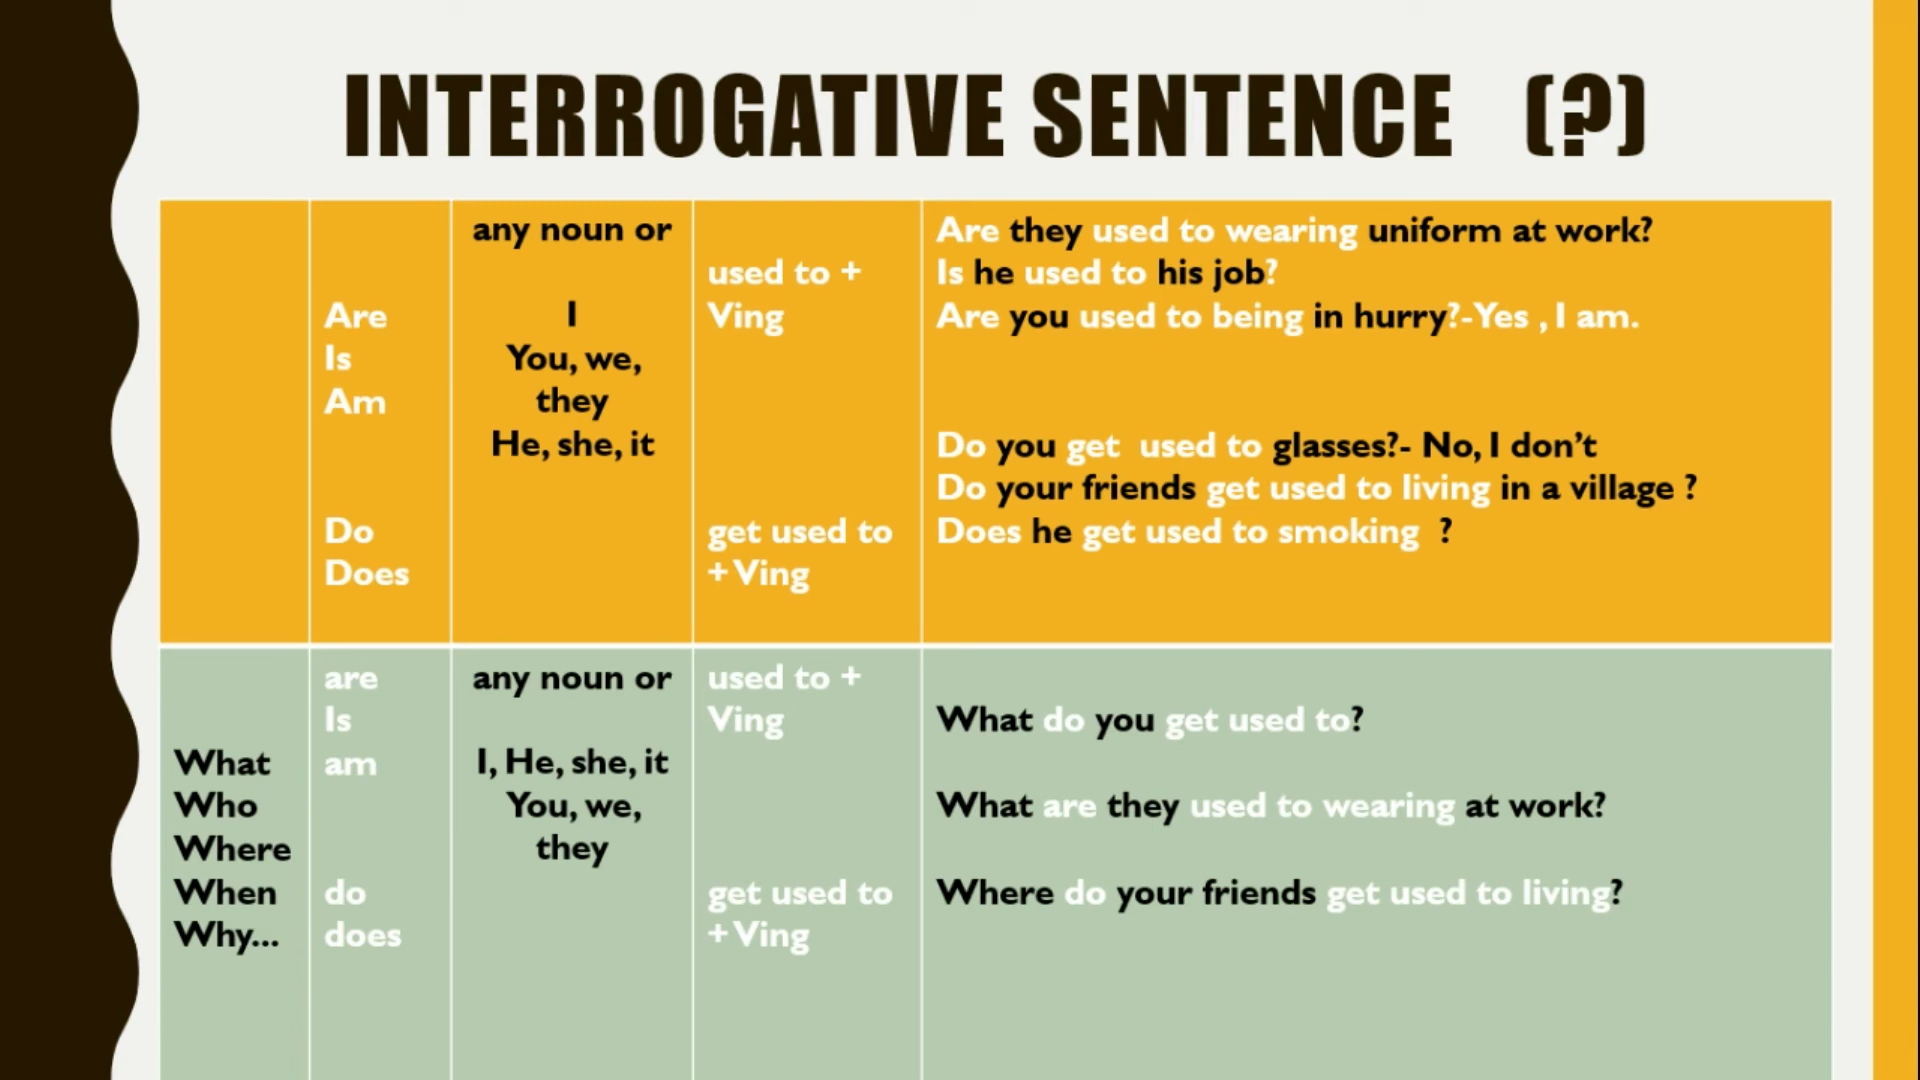 INTERROGATIVE SENTENCE (?)
Are
Is
Am
Do
Does
any noun or
I
You, we,
they
He, she, it
used to +
Ving
get used to
+ Ving
Are they used to wearing uniform at work?
Is he used to his job?
Are you used to being in hurry?-Yes , I am.
Do you get used to glasses?- No, I don't
Do your friends get used to living in a village ?
Does he get used to smoking ?
What
Who
Where
When
Why...
are
Is
am
do
does
any noun or
I, He, she, it
You, we,
they
used to +
Ving
get used to
+ Ving
What do you get used to?
What are they used to wearing at work?
Where do your friends get used to living?